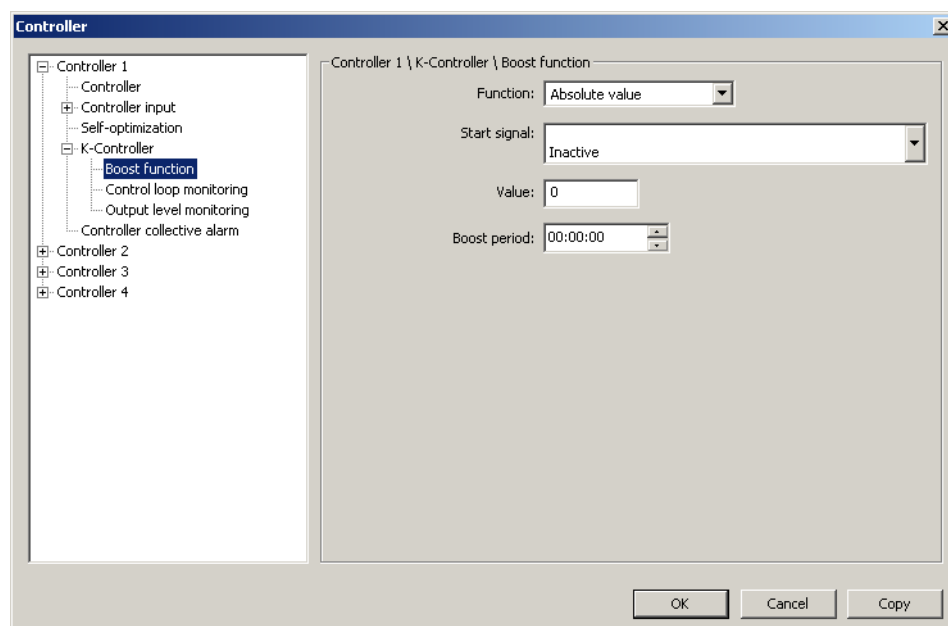 Controller
Controller 1
Controller
Controller input
Self-optimization
K-Controller
Boost function
Control loop monitoring
Output level monitoring
Controller collective alarm
Controller 2
Controller 3
Controller 4
Controller 1 \ K-Controller \ Boost function
Function: Absolute value
Start signal:
Inactive
Value: 0
Boost period: 00:00:00
OK Cancel Copy